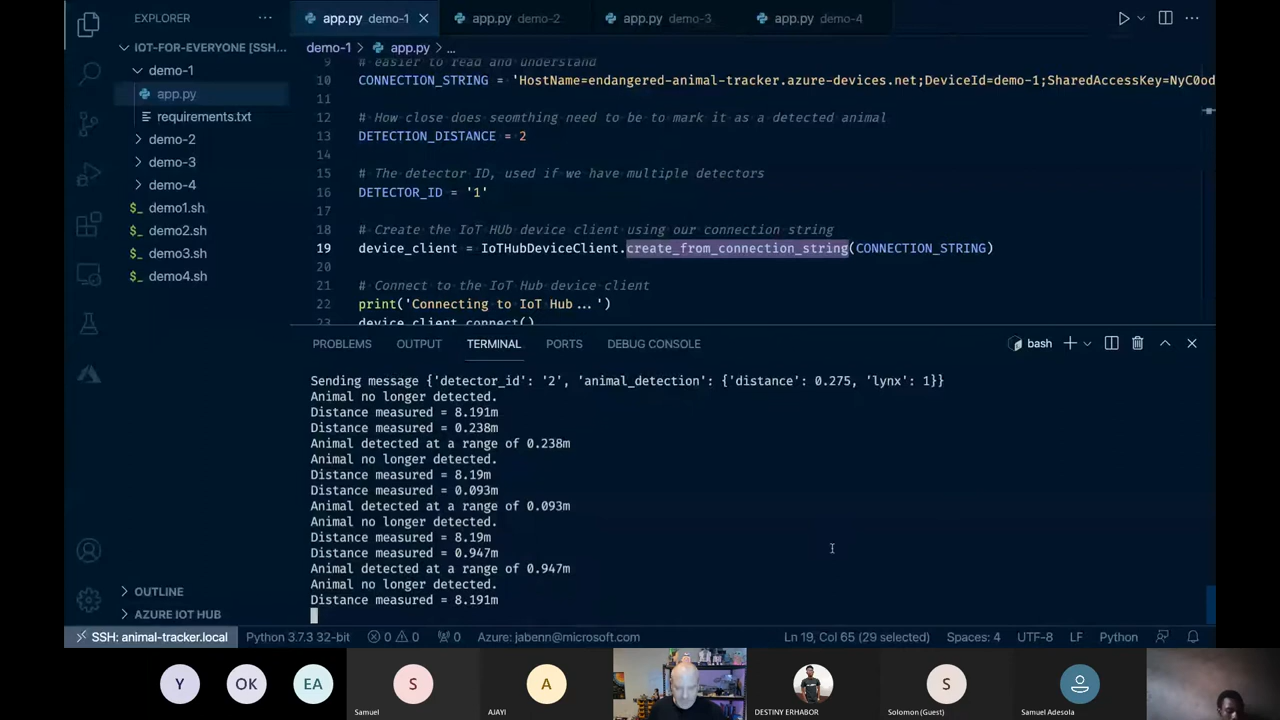 EXPLORER
app.py demo-1
app.py demo-2
app.py demo-3
app.py demo-4
IOT-FOR-EVERYONE [SSH...
demo-1
app.py
requirements.txt
demo-2
demo-3
demo-4
demo1.sh
demo2.sh
demo3.sh
demo4.sh
OUTLINE
AZURE IOT HUB
demo-1 > app.py > ...
9 # easier to read and understand
10 CONNECTION_STRING = 'HostName=endangered-animal-tracker.azure-devices.net;DeviceId=demo-1;SharedAccessKey=NyC0od
11
12 # How close does seomthing need to be to mark it as a detected animal
13 DETECTION_DISTANCE = 2
14
15 # The detector ID, used if we have multiple detectors
16 DETECTOR_ID = '1'
17
18 # Create the IoT HUb device client using our connection string
19 device_client = IoTHubDeviceClient.create_from_connection_string(CONNECTION_STRING)
20
21 # Connect to the IoT Hub device client
22 print('Connecting to IoT Hub...')
23 device_client.connect()
PROBLEMS OUTPUT TERMINAL PORTS DEBUG CONSOLE
bash
Sending message {'detector_id': '2', 'animal_detection': {'distance': 0.275, 'lynx': 1}}
Animal no longer detected.
Distance measured = 8.191m
Distance measured = 0.238m
Animal detected at a range of 0.238m
Animal no longer detected.
Distance measured = 8.19m
Distance measured = 0.093m
Animal detected at a range of 0.093m
Animal no longer detected.
Distance measured = 8.19m
Distance measured = 0.947m
Animal detected at a range of 0.947m
Animal no longer detected.
Distance measured = 8.191m
SSH: animal-tracker.local Python 3.7.3 32-bit 0 0 0 Azure: jabenn@microsoft.com Ln 19, Col 65 (29 selected) Spaces: 4 UTF-8 LF Python
Y OK EA S A S
Samuel AJAYI DESTINY ERHABOR Solomon (Guest) Samuel Adesola